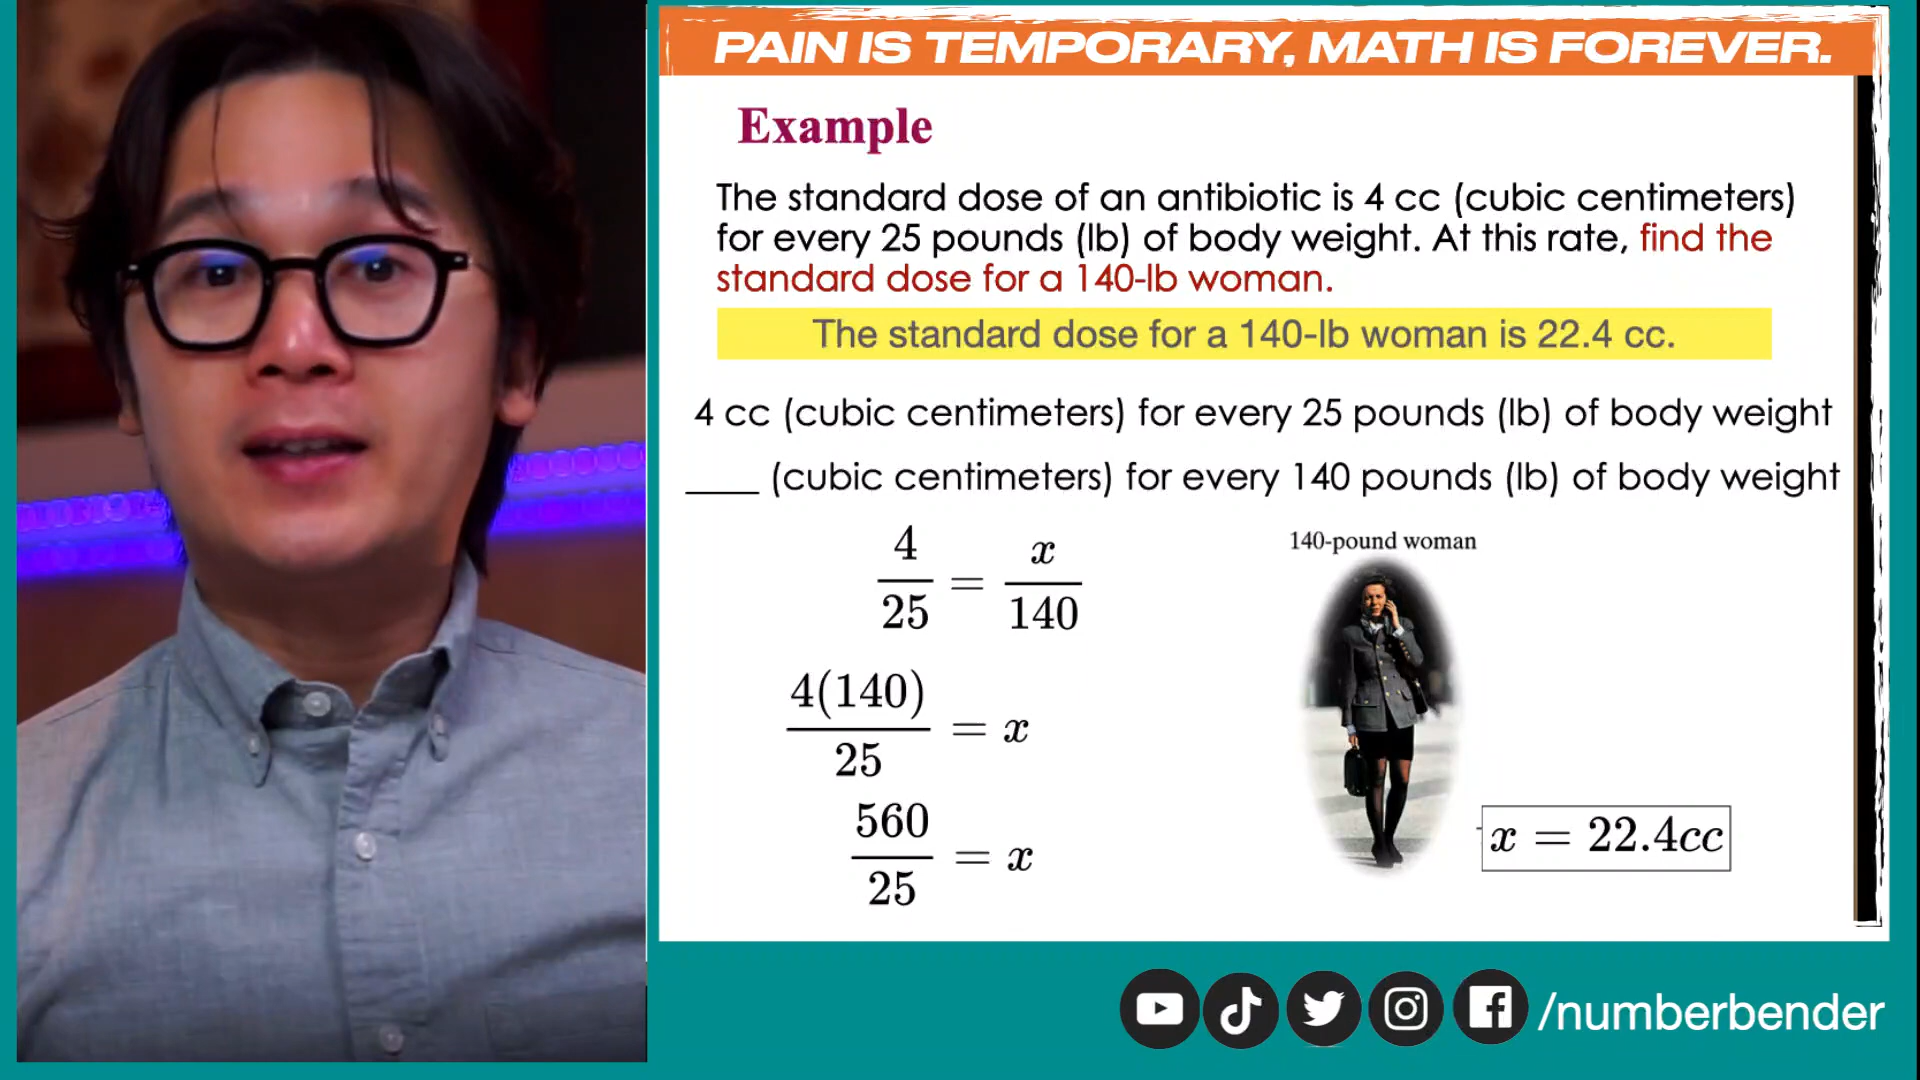 PAIN IS TEMPORARY, MATH IS FOREVER.
Example
The standard dose of an antibiotic is 4 cc (cubic centimeters)
for every 25 pounds (lb) of body weight. At this rate, find the
standard dose for a 140-lb woman.
The standard dose for a 140-lb woman is 22.4 cc.
4 cc (cubic centimeters) for every 25 pounds (lb) of body weight
____ (cubic centimeters) for every 140 pounds (lb) of body weight
4/25 = x/140
140-pound woman
4(140)/25 = x
560/25 = x
x = 22.4cc
/numberbender